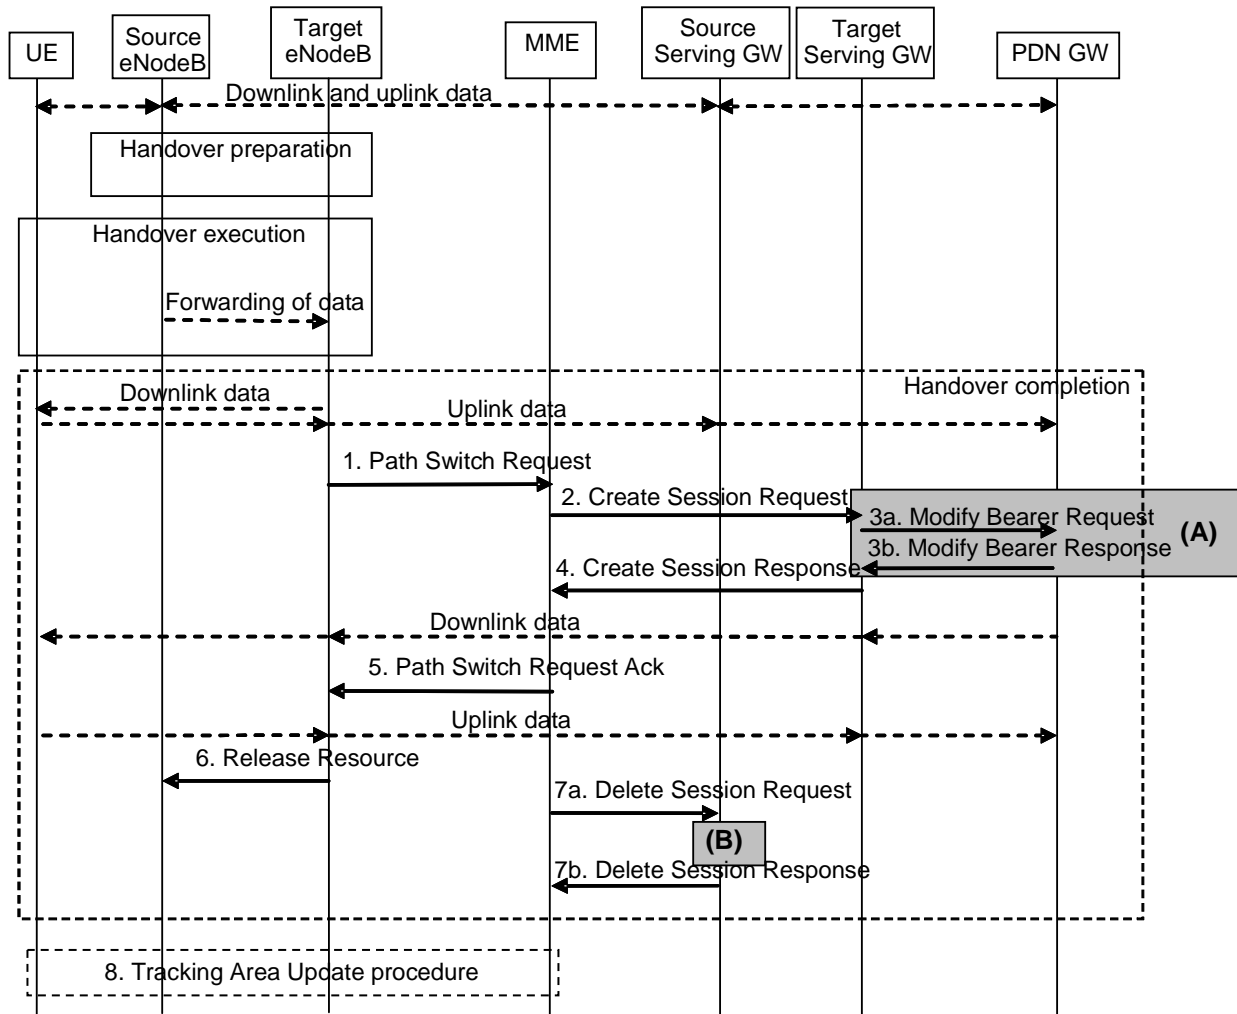 UE
Source
eNodeB
Target
eNodeB
MME
Source
Serving GW
Target
Serving GW
PDN GW
Downlink and uplink data
Handover preparation
Handover execution
Forwarding of data
Handover completion
Downlink data
Uplink data
1. Path Switch Request
2. Create Session Request
3a. Modify Bearer Request
(A)
3b. Modify Bearer Response
4. Create Session Response
Downlink data
5. Path Switch Request Ack
Uplink data
6. Release Resource
7a. Delete Session Request
(B)
7b. Delete Session Response
8. Tracking Area Update procedure